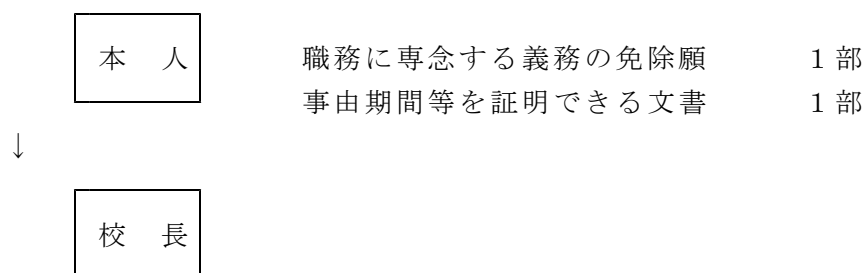 本　人　職務に専念する義務の免除願　１部
事由期間等を証明できる文書　１部
↓
校　長